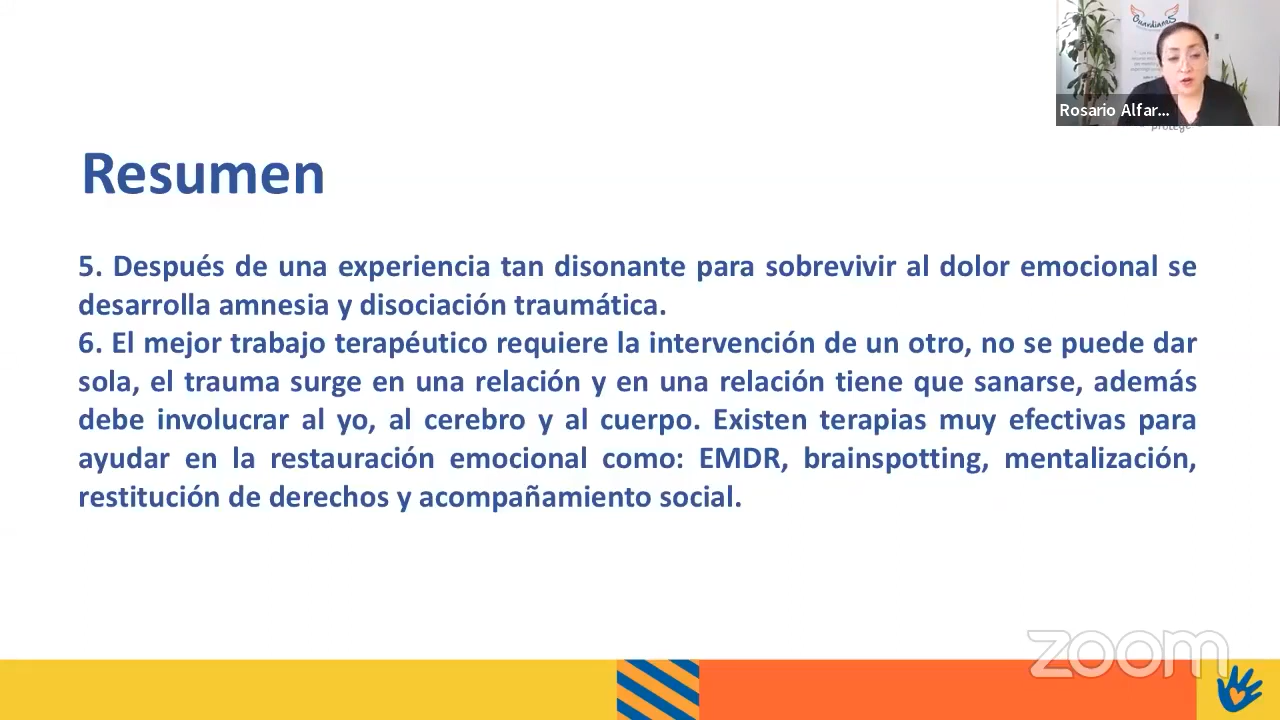 Guardianas
Rosario Alfar...
protege
Resumen
5. Después de una experiencia tan disonante para sobrevivir al dolor emocional se
desarrolla amnesia y disociación traumática.
6. El mejor trabajo terapéutico requiere la intervención de un otro, no se puede dar
sola, el trauma surge en una relación y en una relación tiene que sanarse, además
debe involucrar al yo, al cerebro y al cuerpo. Existen terapias muy efectivas para
ayudar en la restauración emocional como: EMDR, brainspotting, mentalización,
restitución de derechos y acompañamiento social.
zoom